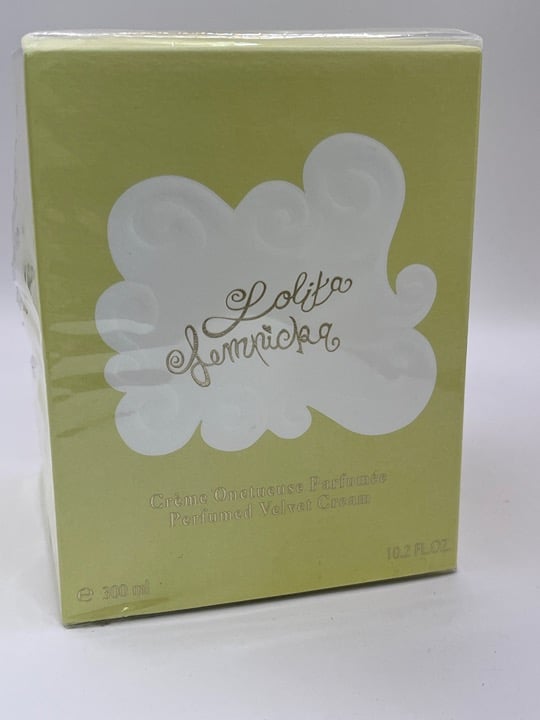 Lolita
Lempicka
Crème Onctueuse Parfumée
Perfumed Velvet Cream
10.2 FL.OZ.
℮ 300 ml